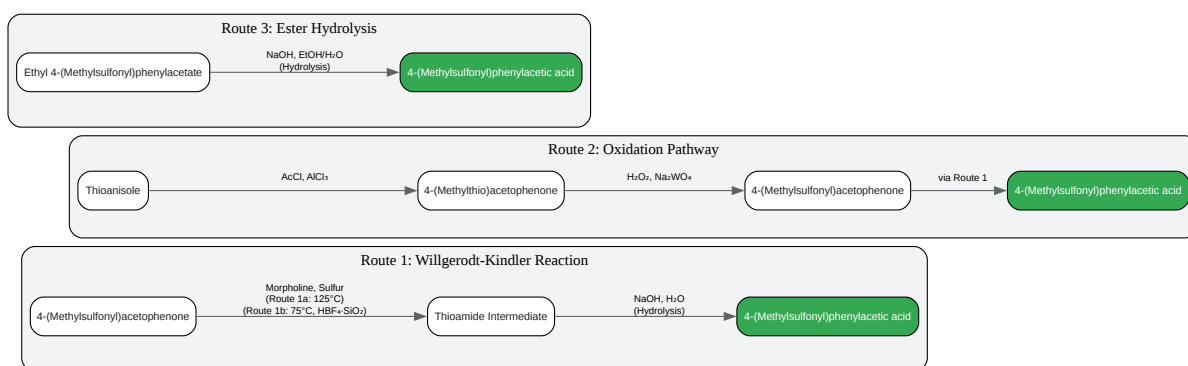 Route 3: Ester Hydrolysis
Ethyl 4-(Methylsulfonyl)phenylacetate
NaOH, EtOH/H₂O
(Hydrolysis)
4-(Methylsulfonyl)phenylacetic acid
Route 2: Oxidation Pathway
Thioanisole
AcCl, AlCl₃
4-(Methylthio)acetophenone
H₂O₂, Na₂WO₄
4-(Methylsulfonyl)acetophenone
via Route 1
4-(Methylsulfonyl)phenylacetic acid
Route 1: Willgerodt-Kindler Reaction
4-(Methylsulfonyl)acetophenone
Morpholine, Sulfur
(Route 1a: 125°C)
(Route 1b: 75°C, HBF₄·SiO₂)
Thioamide Intermediate
NaOH, H₂O
(Hydrolysis)
4-(Methylsulfonyl)phenylacetic acid